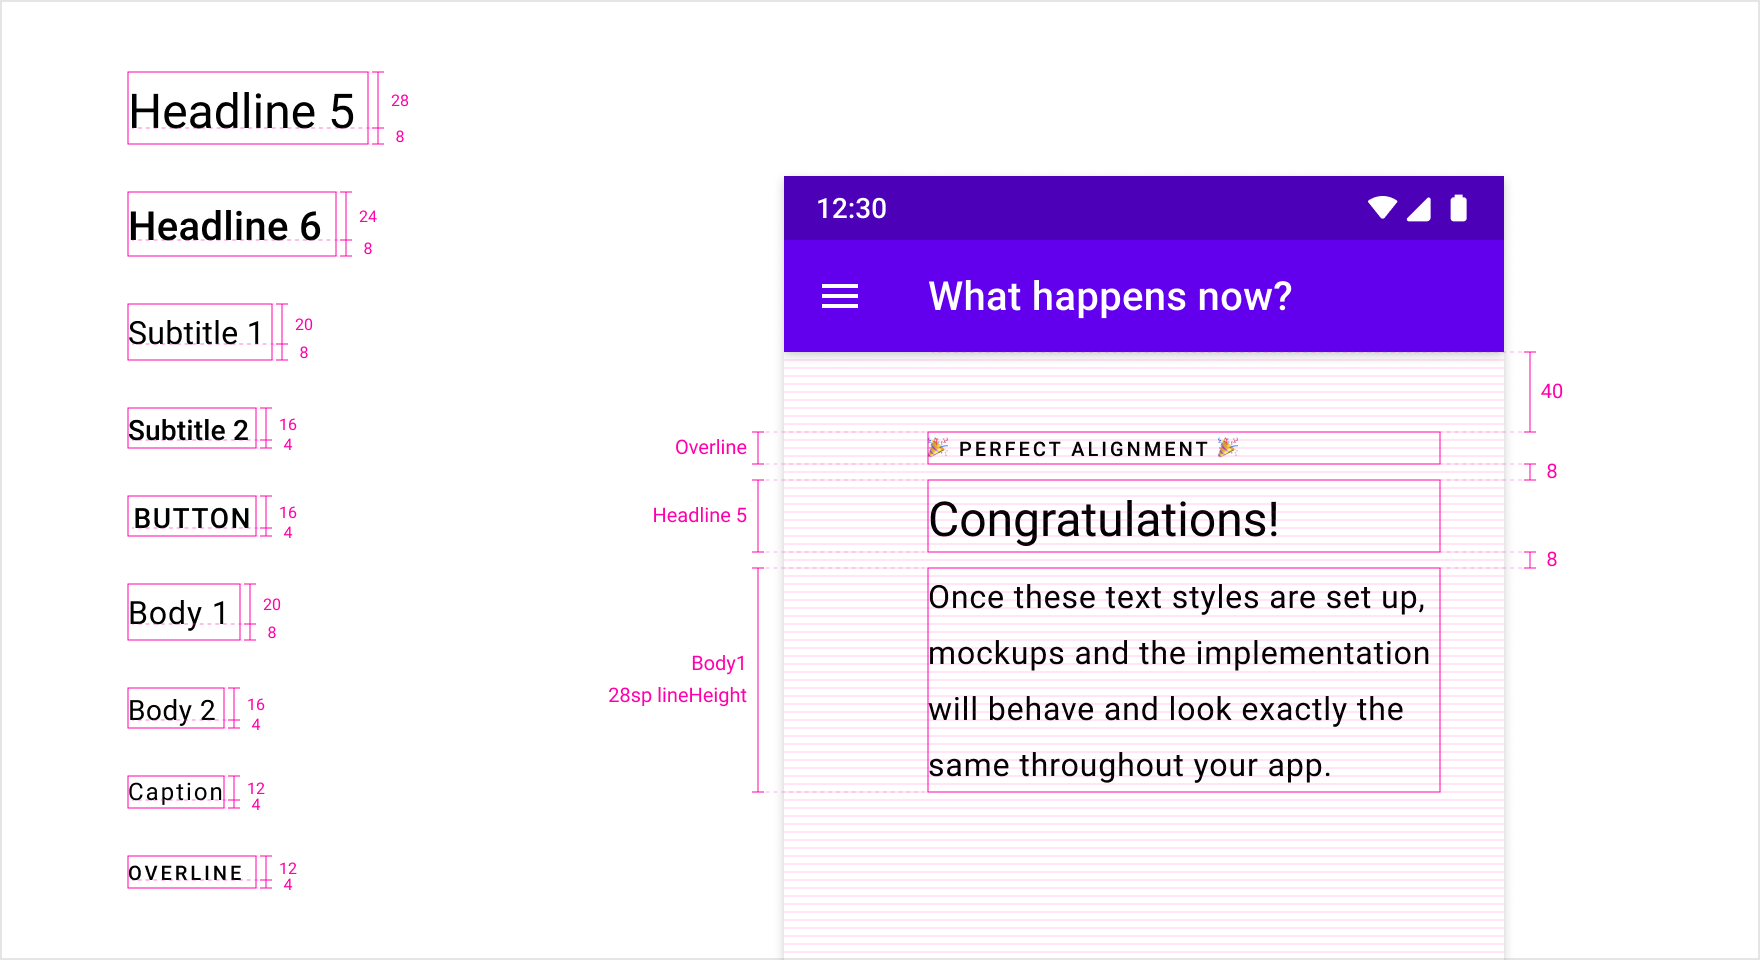 Headline 5
28
8
Headline 6
24
8
Subtitle 1
20
8
Subtitle 2
16
4
BUTTON
16
4
Body 1
20
8
Body 2
16
4
Caption
12
4
OVERLINE
12
4
12:30
What happens now?
40
Overline
🎉 PERFECT ALIGNMENT 🎉
8
Headline 5
Congratulations!
8
Body1
28sp lineHeight
Once these text styles are set up,
mockups and the implementation
will behave and look exactly the
same throughout your app.